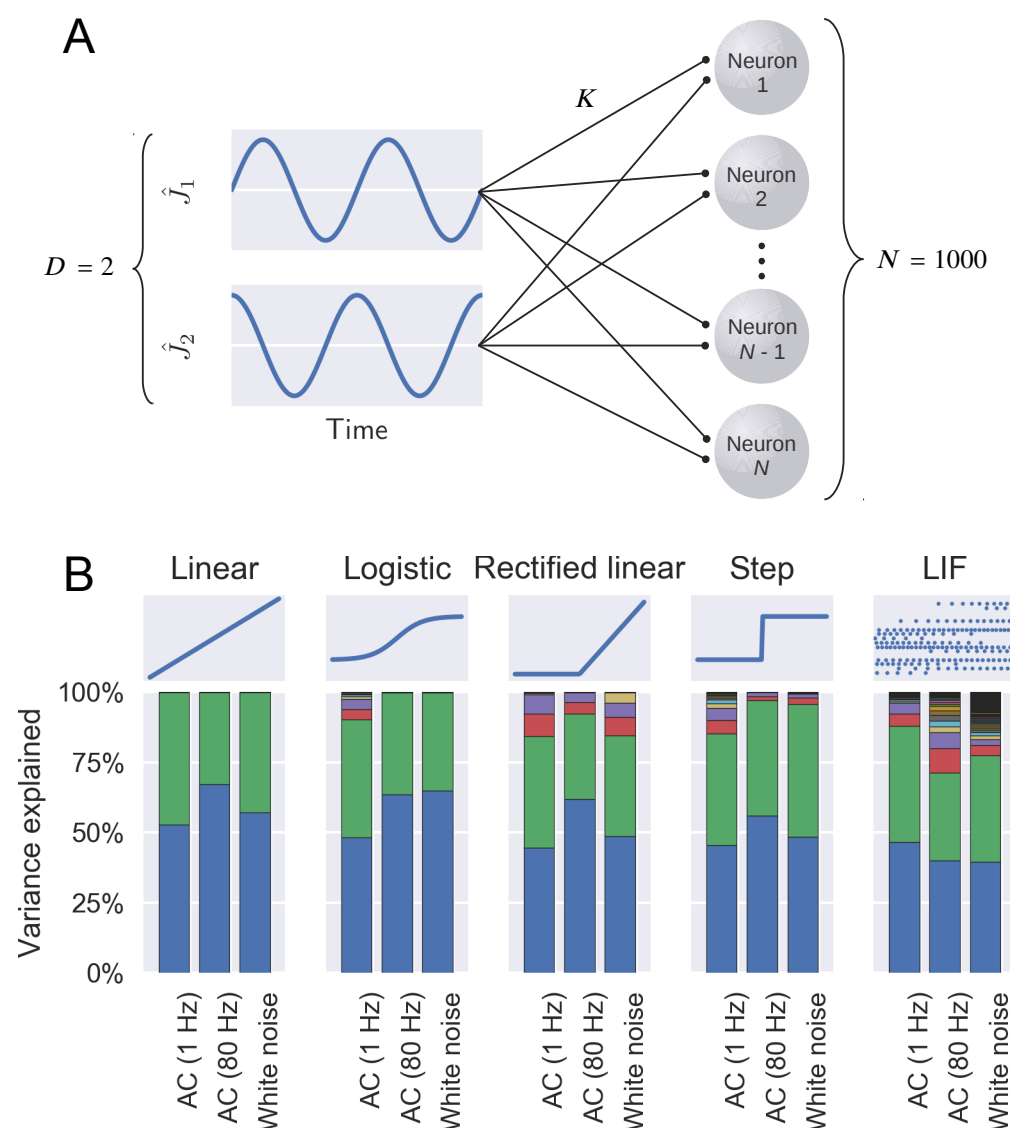 A
K
Neuron
1
Neuron
2
Neuron
N - 1
Neuron
N
Ĵ1
Ĵ2
D = 2
N = 1000
Time
B
Linear
Logistic
Rectified linear
Step
LIF
Variance explained
100%
75%
50%
25%
0%
AC (1 Hz)
AC (80 Hz)
White noise
AC (1 Hz)
AC (80 Hz)
White noise
AC (1 Hz)
AC (80 Hz)
White noise
AC (1 Hz)
AC (80 Hz)
White noise
AC (1 Hz)
AC (80 Hz)
White noise